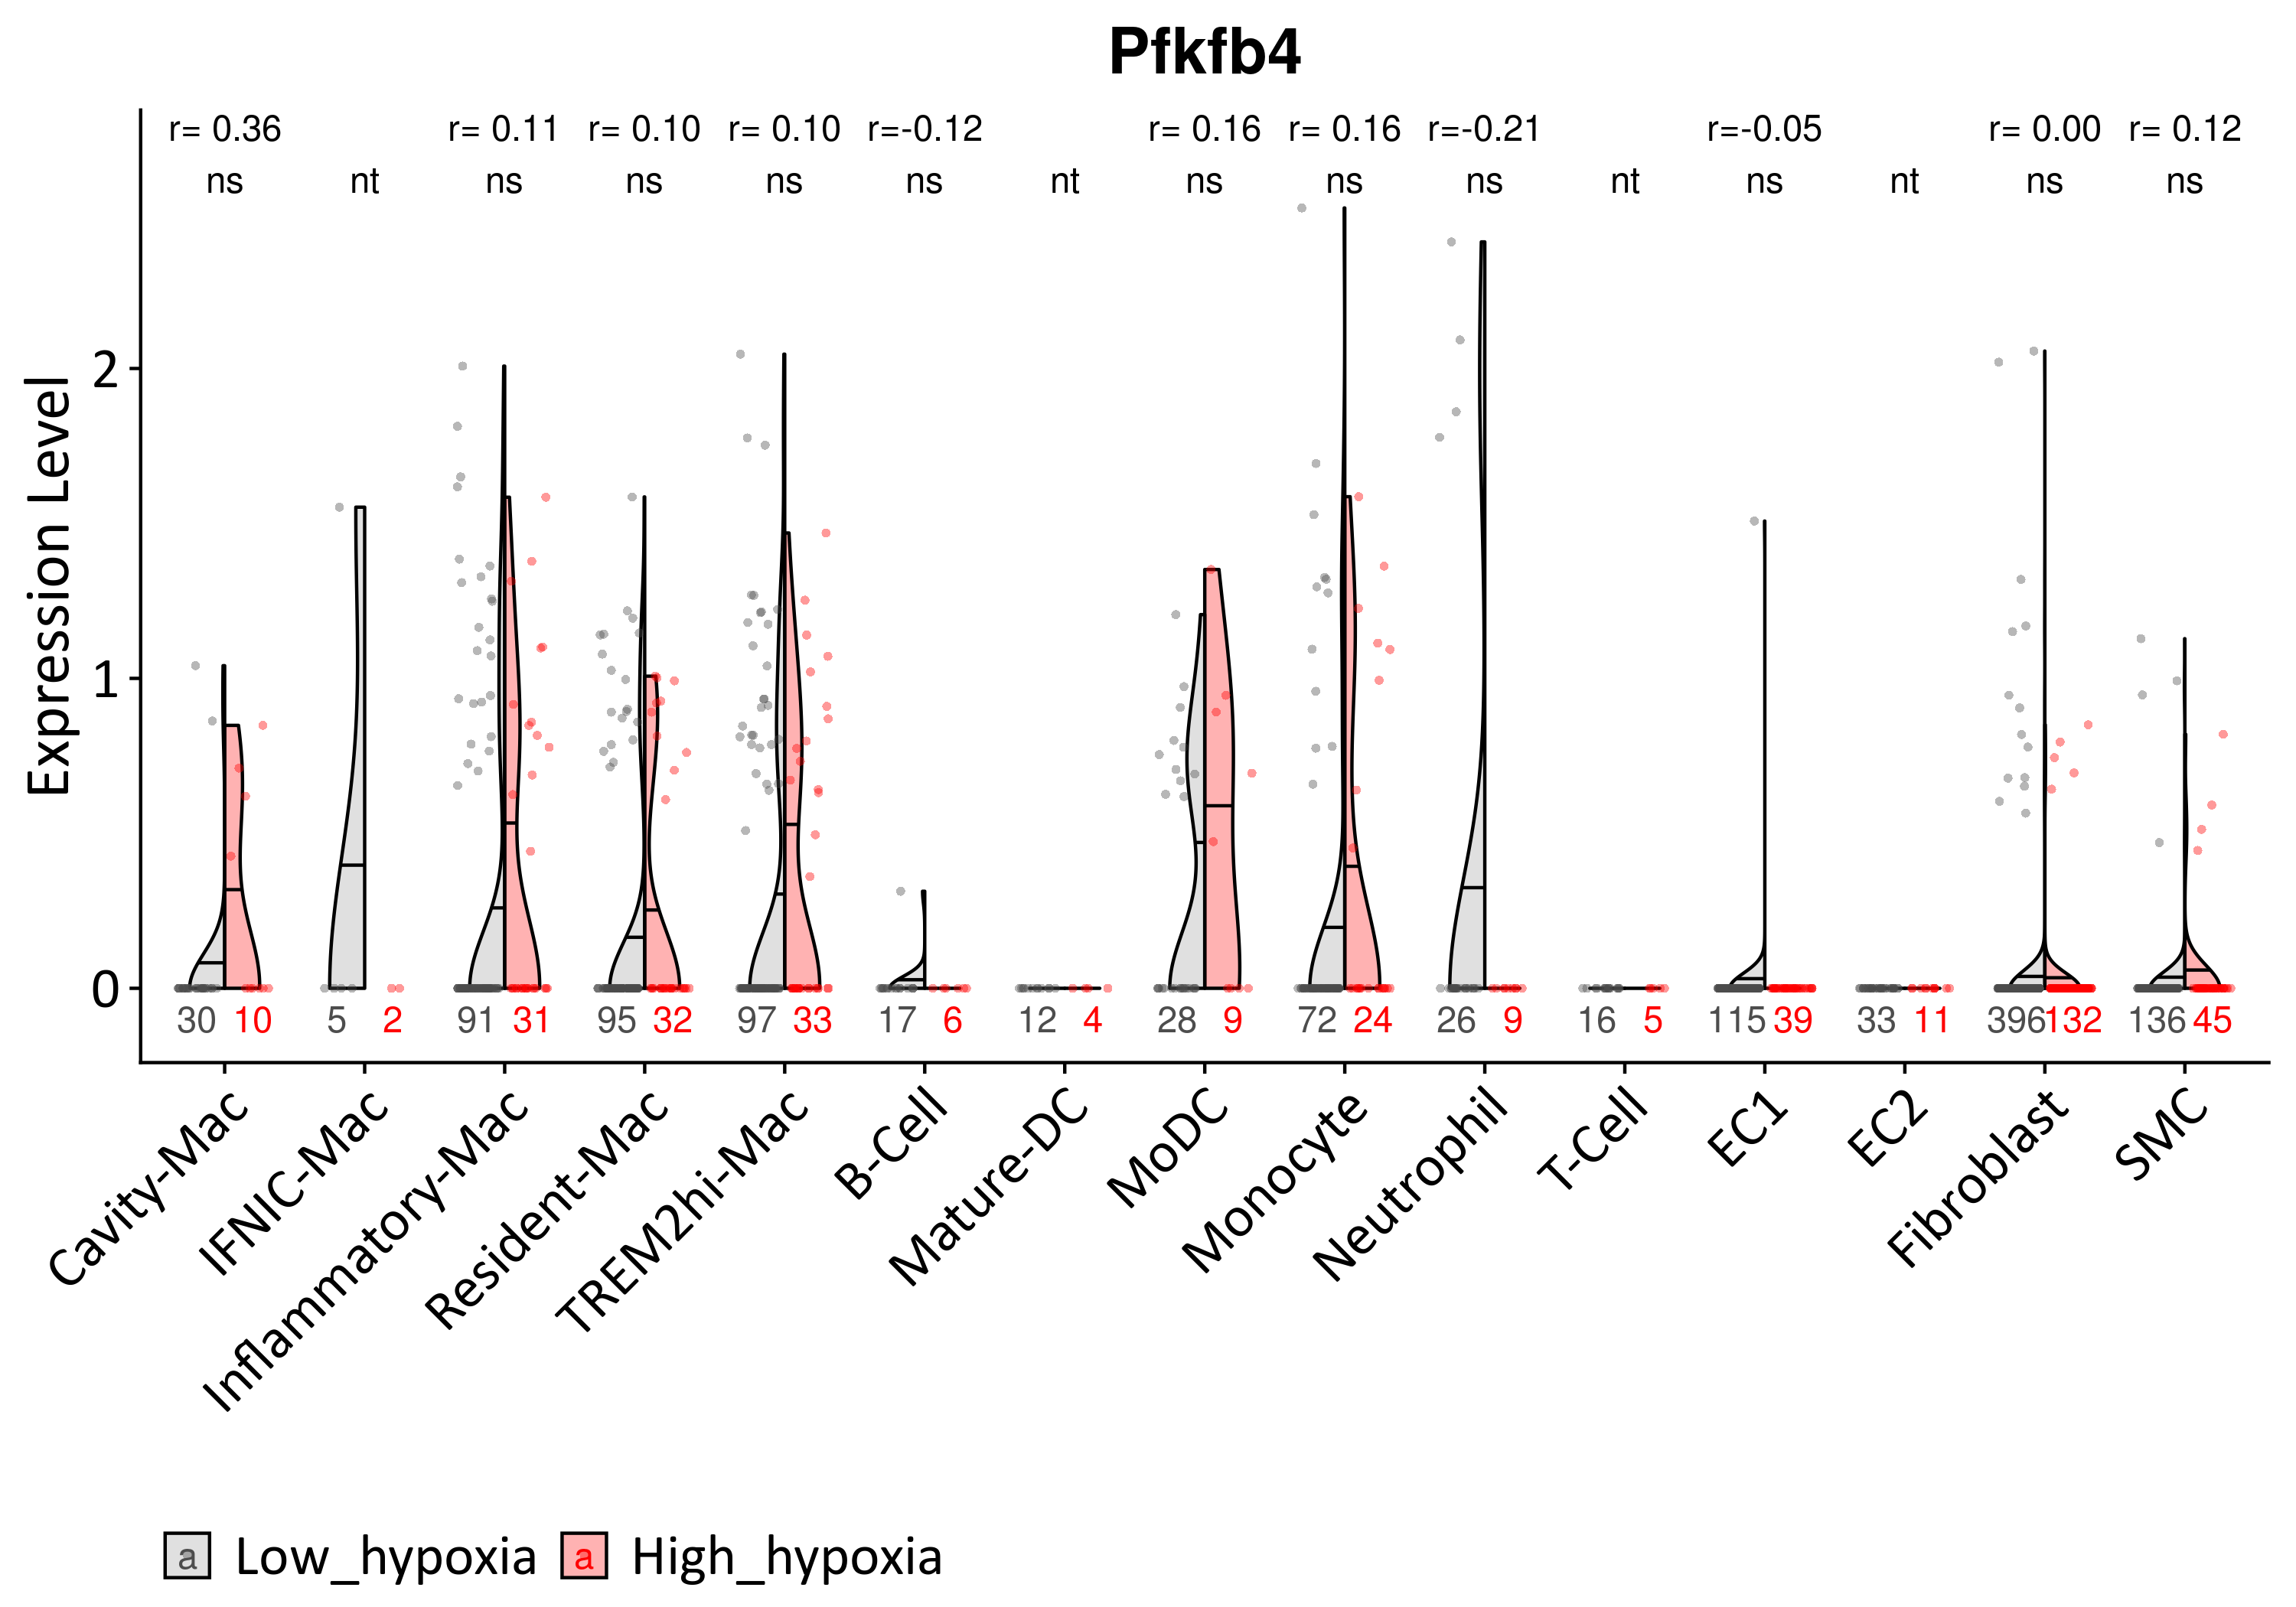 Pfkfb4
r= 0.36 r= 0.11 r= 0.10 r= 0.10 r=-0.12 r= 0.16 r= 0.16 r=-0.21 r=-0.05 r= 0.00 r= 0.12
ns nt ns ns ns ns nt ns ns ns nt ns nt ns ns
Expression Level
2
1
0
30 10 5 2 91 31 95 32 97 33 17 6 12 4 28 9 72 24 26 9 16 5 115 39 33 11 396 132 136 45
Cavity-Mac
IFNIC-Mac
Inflammatory-Mac
Resident-Mac
TREM2hi-Mac
B-Cell
Mature-DC
MoDC
Monocyte
Neutrophil
T-Cell
EC1
EC2
Fibroblast
SMC
a Low_hypoxia a High_hypoxia